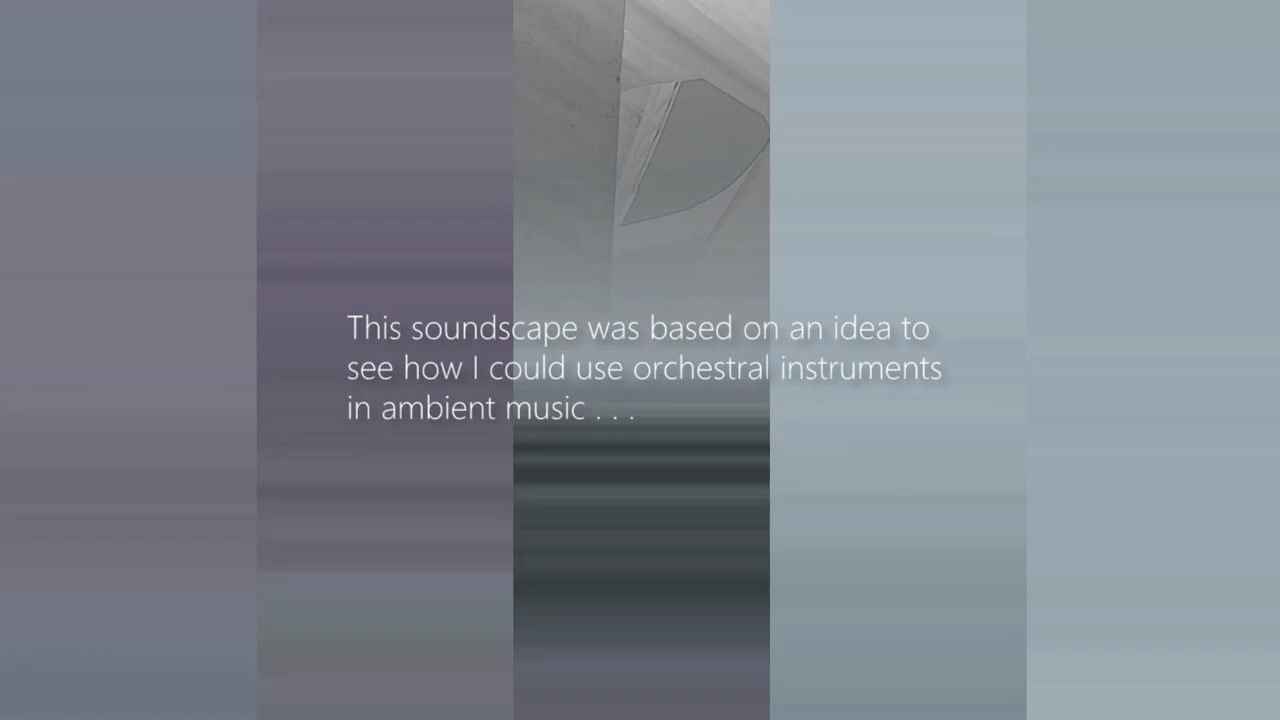 This soundscape was based on an idea to
see how I could use orchestral instruments
in ambient music . . .